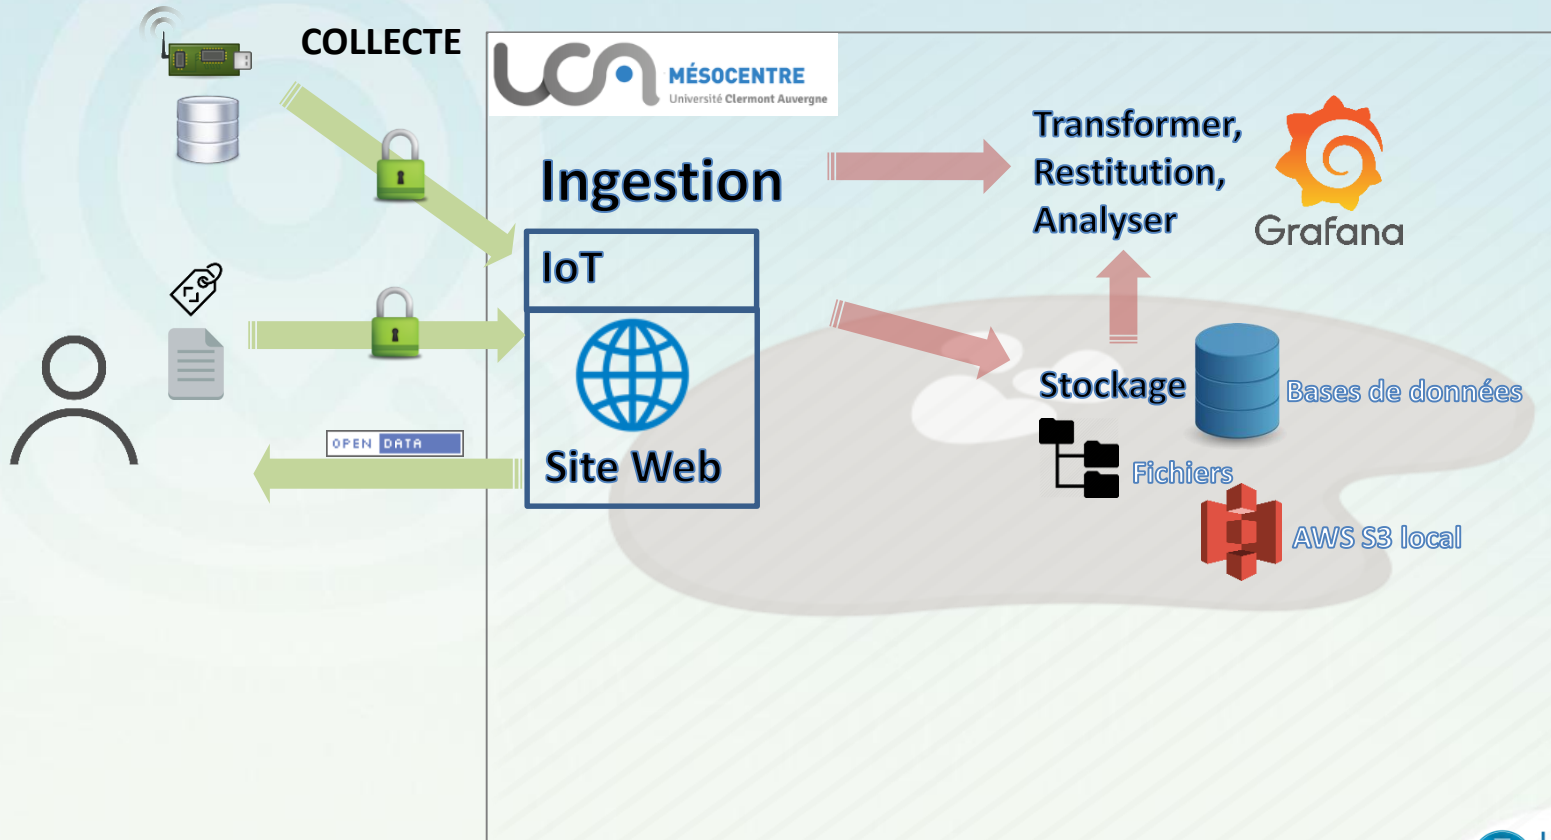 COLLECTE
UCA
MÉSOCENTRE
Université Clermont Auvergne
Ingestion
IoT
Site Web
OPEN DATA
Transformer,
Restitution,
Analyser
Grafana
Stockage
Bases de données
Fichiers
AWS S3 local